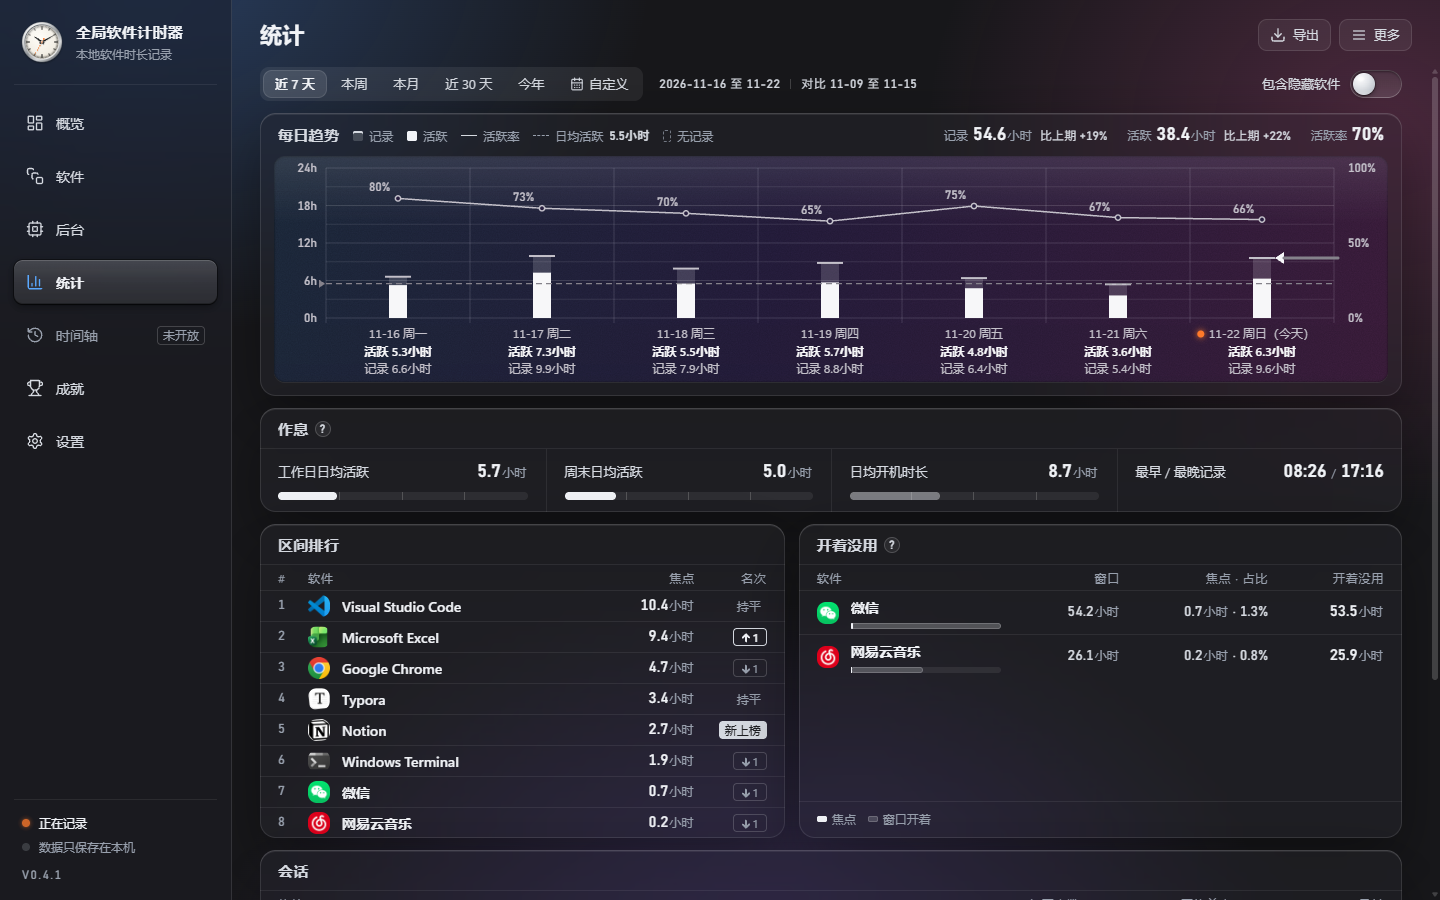 全局软件计时器
本地软件时长记录
概览
软件
后台
统计
时间轴 未开放
成就
设置
正在记录
数据只保存在本机
V0.4.1
统计
导出 更多
近 7 天 本周 本月 近 30 天 今年 自定义 2026-11-16 至 11-22 对比 11-09 至 11-15 包含隐藏软件
每日趋势 记录 活跃 活跃率 日均活跃 5.5小时 无记录 记录 54.6小时 比上期 +19% 活跃 38.4小时 比上期 +22% 活跃率 70%
24h 100%
18h
12h 50%
6h
0h 0%
80% 73% 70% 65% 75% 67% 66%
11-16 周一 11-17 周二 11-18 周三 11-19 周四 11-20 周五 11-21 周六 11-22 周日（今天）
活跃 5.3小时 活跃 7.3小时 活跃 5.5小时 活跃 5.7小时 活跃 4.8小时 活跃 3.6小时 活跃 6.3小时
记录 6.6小时 记录 9.9小时 记录 7.9小时 记录 8.8小时 记录 6.4小时 记录 5.4小时 记录 9.6小时
作息 ?
工作日日均活跃 5.7小时 周末日均活跃 5.0小时 日均开机时长 8.7小时 最早 / 最晚记录 08:26 / 17:16
区间排行
# 软件 焦点 名次
1 Visual Studio Code 10.4小时 持平
2 Microsoft Excel 9.4小时 ↑1
3 Google Chrome 4.7小时 ↓1
4 Typora 3.4小时 持平
5 Notion 2.7小时 新上榜
6 Windows Terminal 1.9小时 ↓1
7 微信 0.7小时 ↓1
8 网易云音乐 0.2小时 ↓1
开着没用 ?
软件 窗口 焦点 · 占比 开着没用
微信 54.2小时 0.7小时 · 1.3% 53.5小时
网易云音乐 26.1小时 0.2小时 · 0.8% 25.9小时
焦点 窗口开着
会话